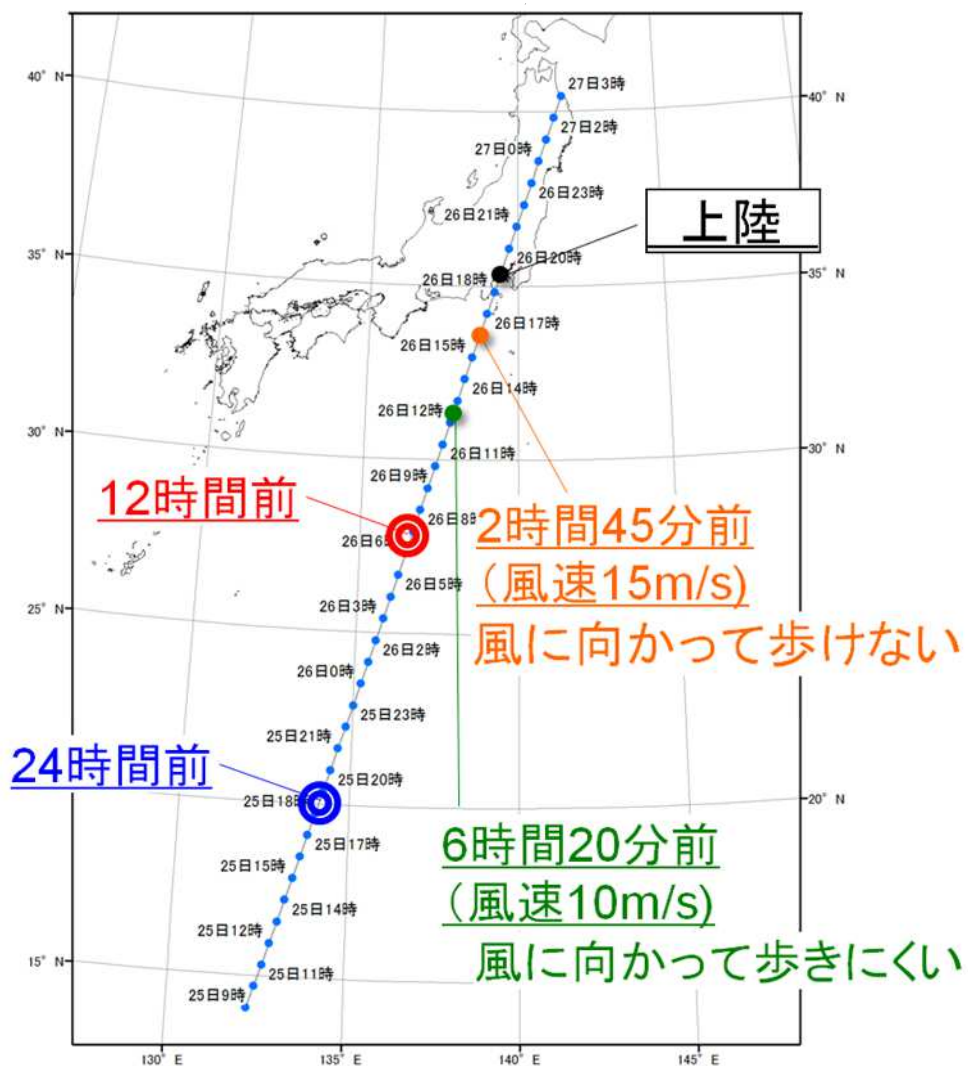 40° N
27日3時
40° N
27日2時
27日0時
26日23時
26日21時
上陸
35° N
26日20時
35° N
26日18時
26日17時
26日15時
26日14時
30° N
26日12時
30° N
26日11時
26日9時
12時間前
26日8時
2時間45分前
(風速15m/s)
風に向かって歩けない
26日6時
26日5時
25° N
26日3時
26日2時
26日0時
25日23時
25日21時
24時間前
25日20時
25日18時
20° N
25日17時
6時間20分前
(風速10m/s)
風に向かって歩きにくい
25日15時
25日14時
25日12時
15° N
25日11時
25日9時
130° E
135° E
140° E
145° E